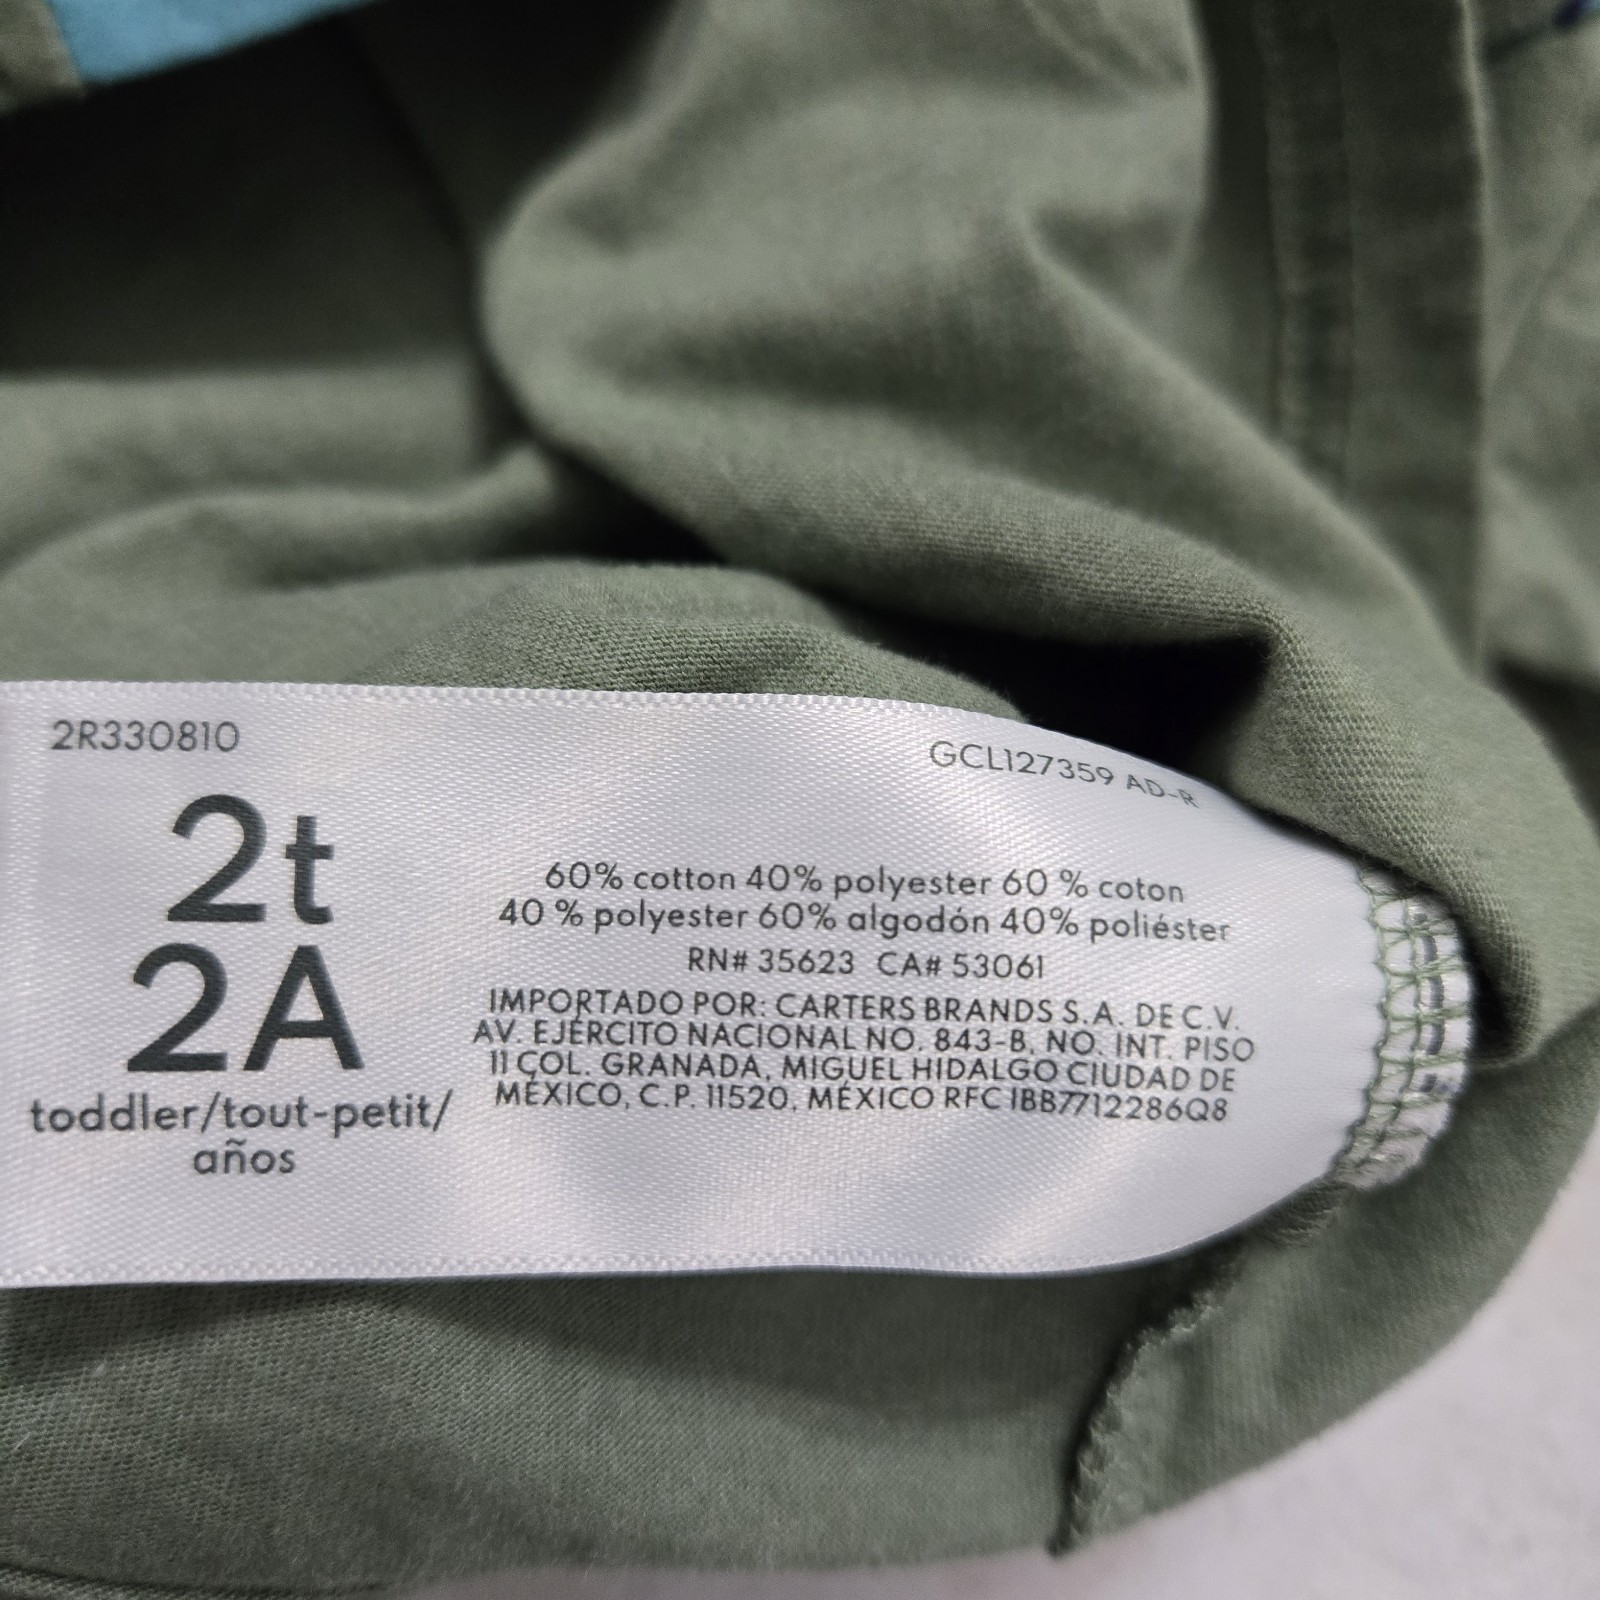 2R330810
GCL127359 AD-R
2t
2A
toddler/tout-petit/
años
60% cotton 40% polyester 60 % coton
40 % polyester 60% algodón 40% poliéster
RN# 35623 CA# 53061
IMPORTADO POR: CARTERS BRANDS S.A. DE C.V.
AV. EJÉRCITO NACIONAL NO. 843-B, NO. INT. PISO
11 COL. GRANADA, MIGUEL HIDALGO CIUDAD DE
MÉXICO, C.P. 11520, MÉXICO RFC IBB7712286Q8